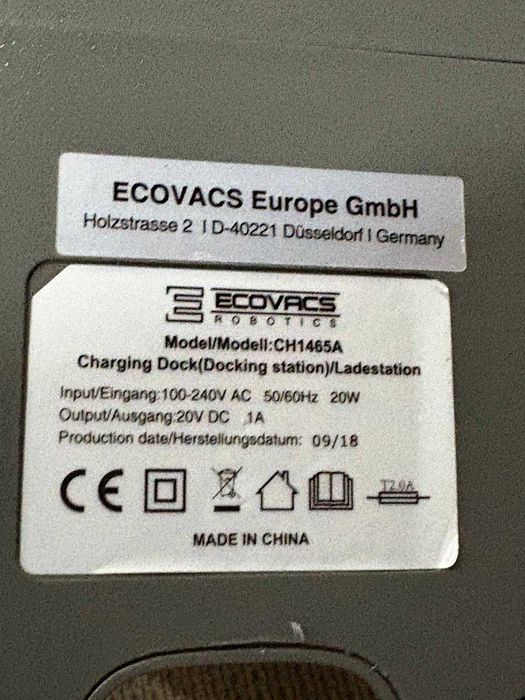 ECOVACS Europe GmbH
Holzstrasse 2 I D-40221 Düsseldorf I Germany
ECOVACS
ROBOTICS
Model/Modell:CH1465A
Charging Dock(Docking station)/Ladestation
Input/Eingang:100-240V AC 50/60Hz 20W
Output/Ausgang:20V DC 1A
Production date/Herstellungsdatum: 09/18
CE
T2.0A
MADE IN CHINA